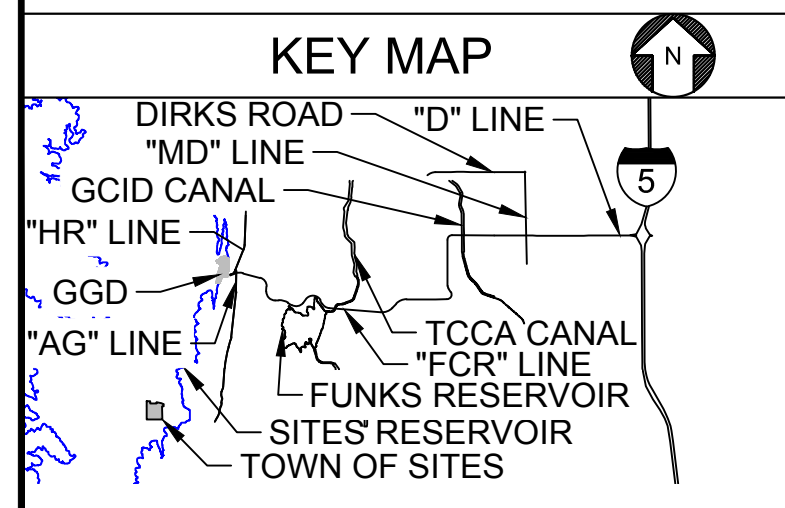 KEY MAP
N
DIRKS ROAD
"D" LINE
"MD" LINE
5
GCID CANAL
"HR" LINE
GGD
"AG" LINE
TCCA CANAL
"FCR" LINE
FUNKS RESERVOIR
SITES RESERVOIR
TOWN OF SITES